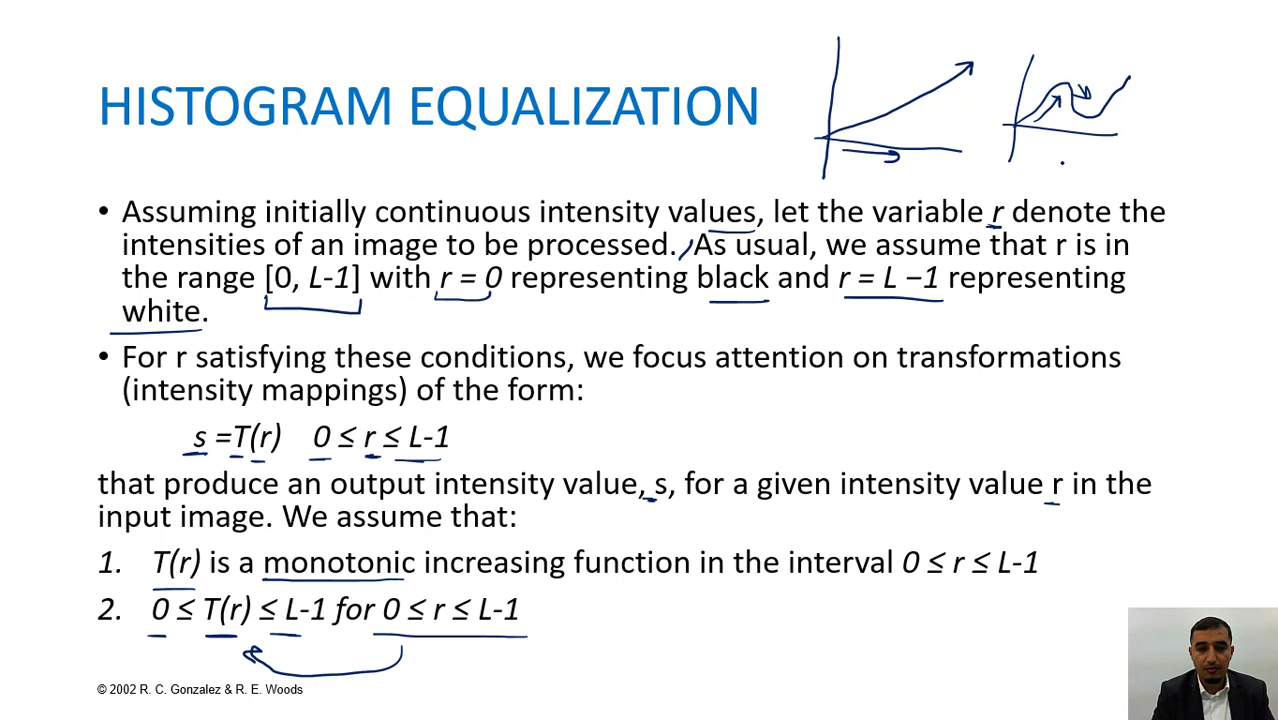 HISTOGRAM EQUALIZATION
• Assuming initially continuous intensity values, let the variable r denote the
intensities of an image to be processed. As usual, we assume that r is in
the range [0, L-1] with r = 0 representing black and r = L −1 representing
white.
• For r satisfying these conditions, we focus attention on transformations
(intensity mappings) of the form:
s =T(r) 0 ≤ r ≤ L-1
that produce an output intensity value, s, for a given intensity value r in the
input image. We assume that:
1. T(r) is a monotonic increasing function in the interval 0 ≤ r ≤ L-1
2. 0 ≤ T(r) ≤ L-1 for 0 ≤ r ≤ L-1
© 2002 R. C. Gonzalez & R. E. Woods